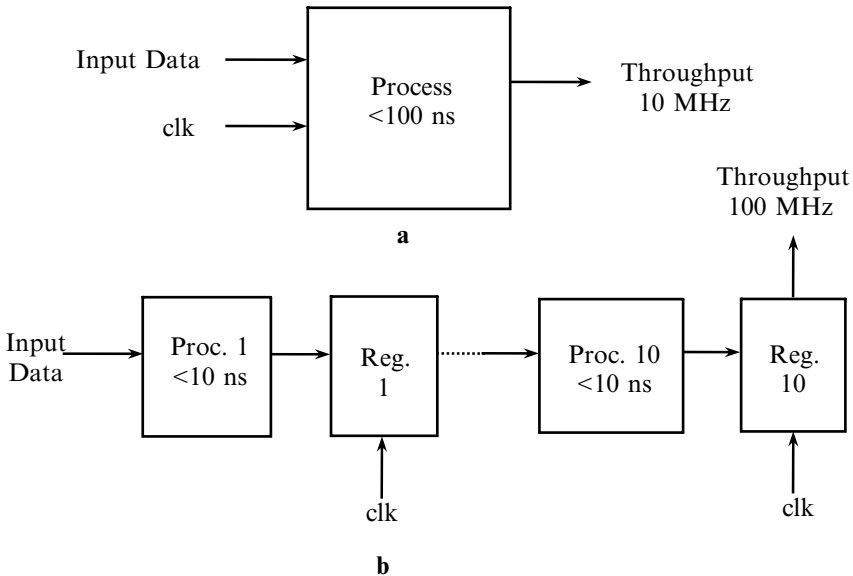 Input Data
clk
Process
<100 ns
Throughput
10 MHz
a
Throughput
100 MHz
Input
Data
Proc. 1
<10 ns
Reg.
1
Proc. 10
<10 ns
Reg.
10
clk
clk
b